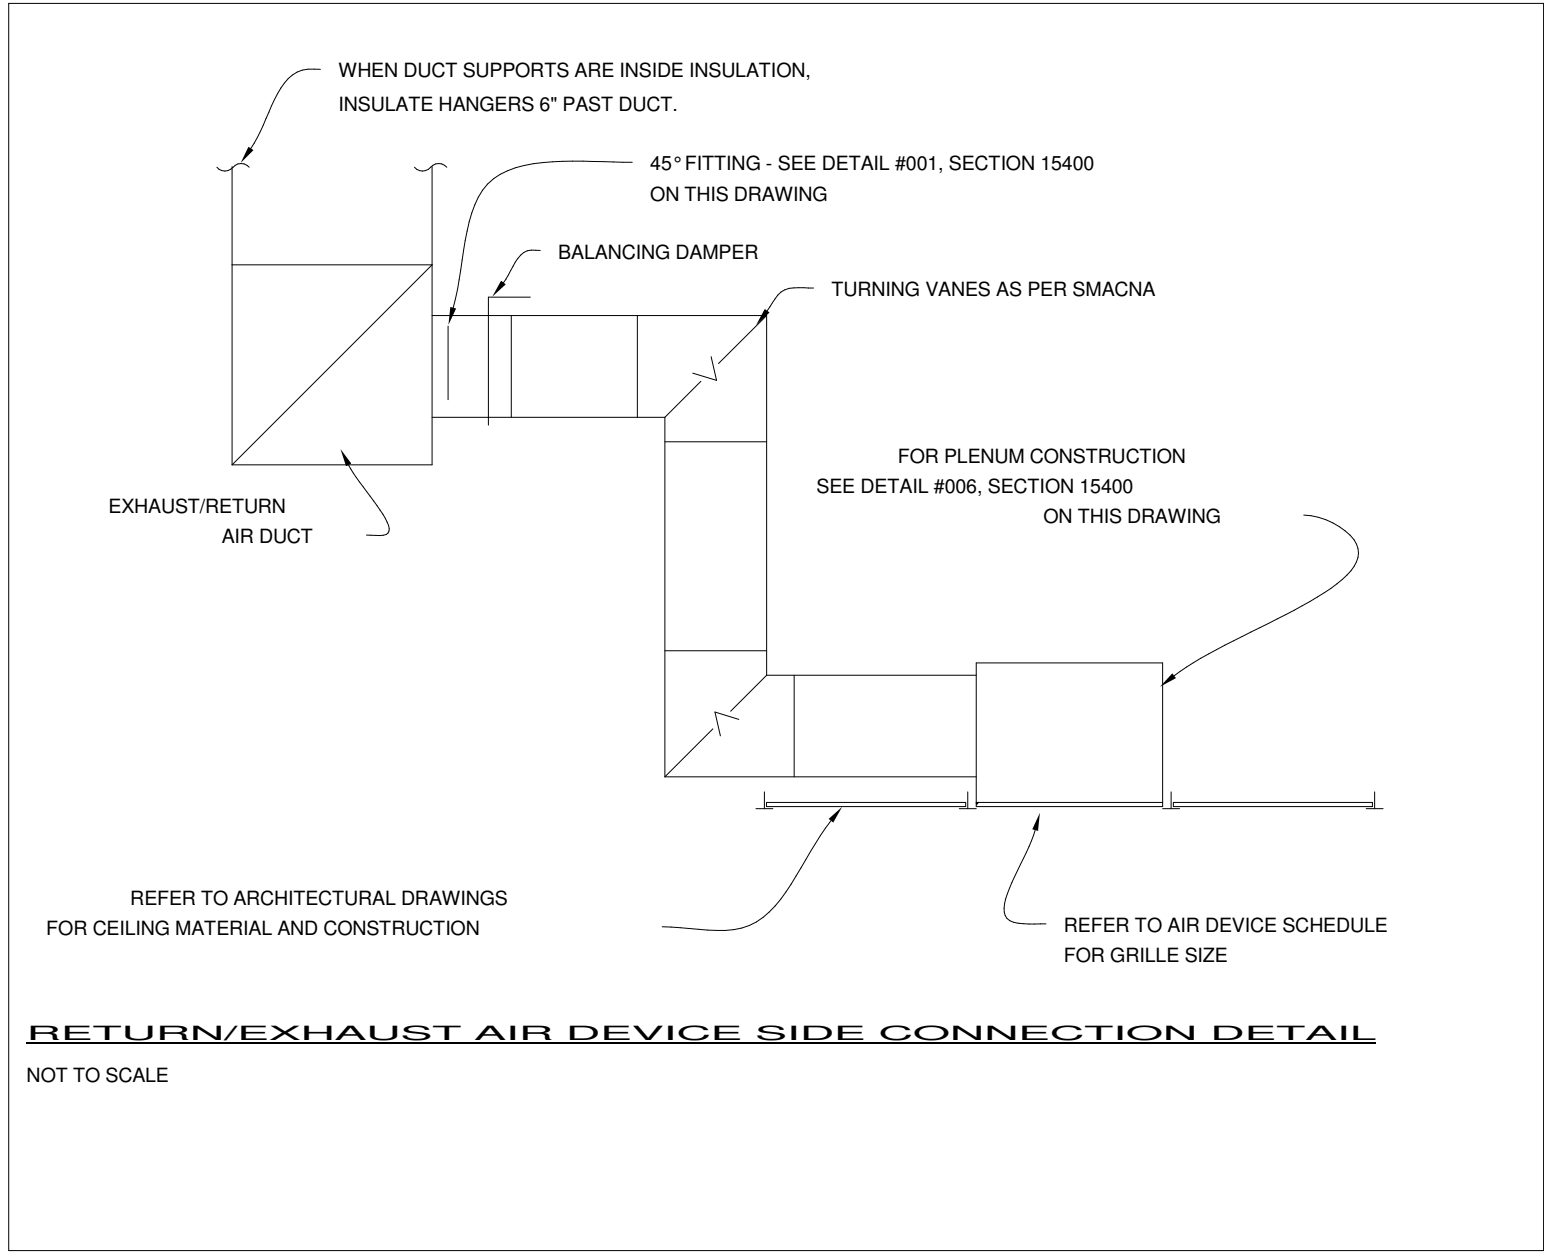 WHEN DUCT SUPPORTS ARE INSIDE INSULATION,
INSULATE HANGERS 6" PAST DUCT.
45° FITTING - SEE DETAIL #001, SECTION 15400
ON THIS DRAWING
BALANCING DAMPER
TURNING VANES AS PER SMACNA
FOR PLENUM CONSTRUCTION
SEE DETAIL #006, SECTION 15400
ON THIS DRAWING
EXHAUST/RETURN
AIR DUCT
REFER TO ARCHITECTURAL DRAWINGS
FOR CEILING MATERIAL AND CONSTRUCTION
REFER TO AIR DEVICE SCHEDULE
FOR GRILLE SIZE
RETURN/EXHAUST AIR DEVICE SIDE CONNECTION DETAIL
NOT TO SCALE